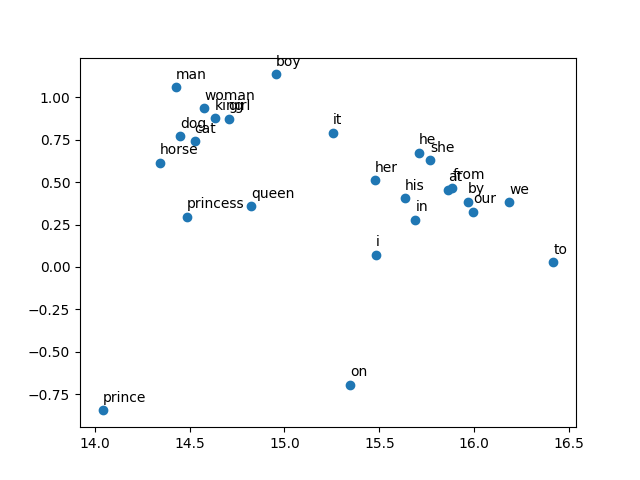 boy
man
woman
king
girl
dog
cat
horse
it
he
she
her
from
at
his
by
we
our
in
princess
queen
i
to
on
prince
1.00
0.75
0.50
0.25
0.00
−0.25
−0.50
−0.75
14.0 14.5 15.0 15.5 16.0 16.5